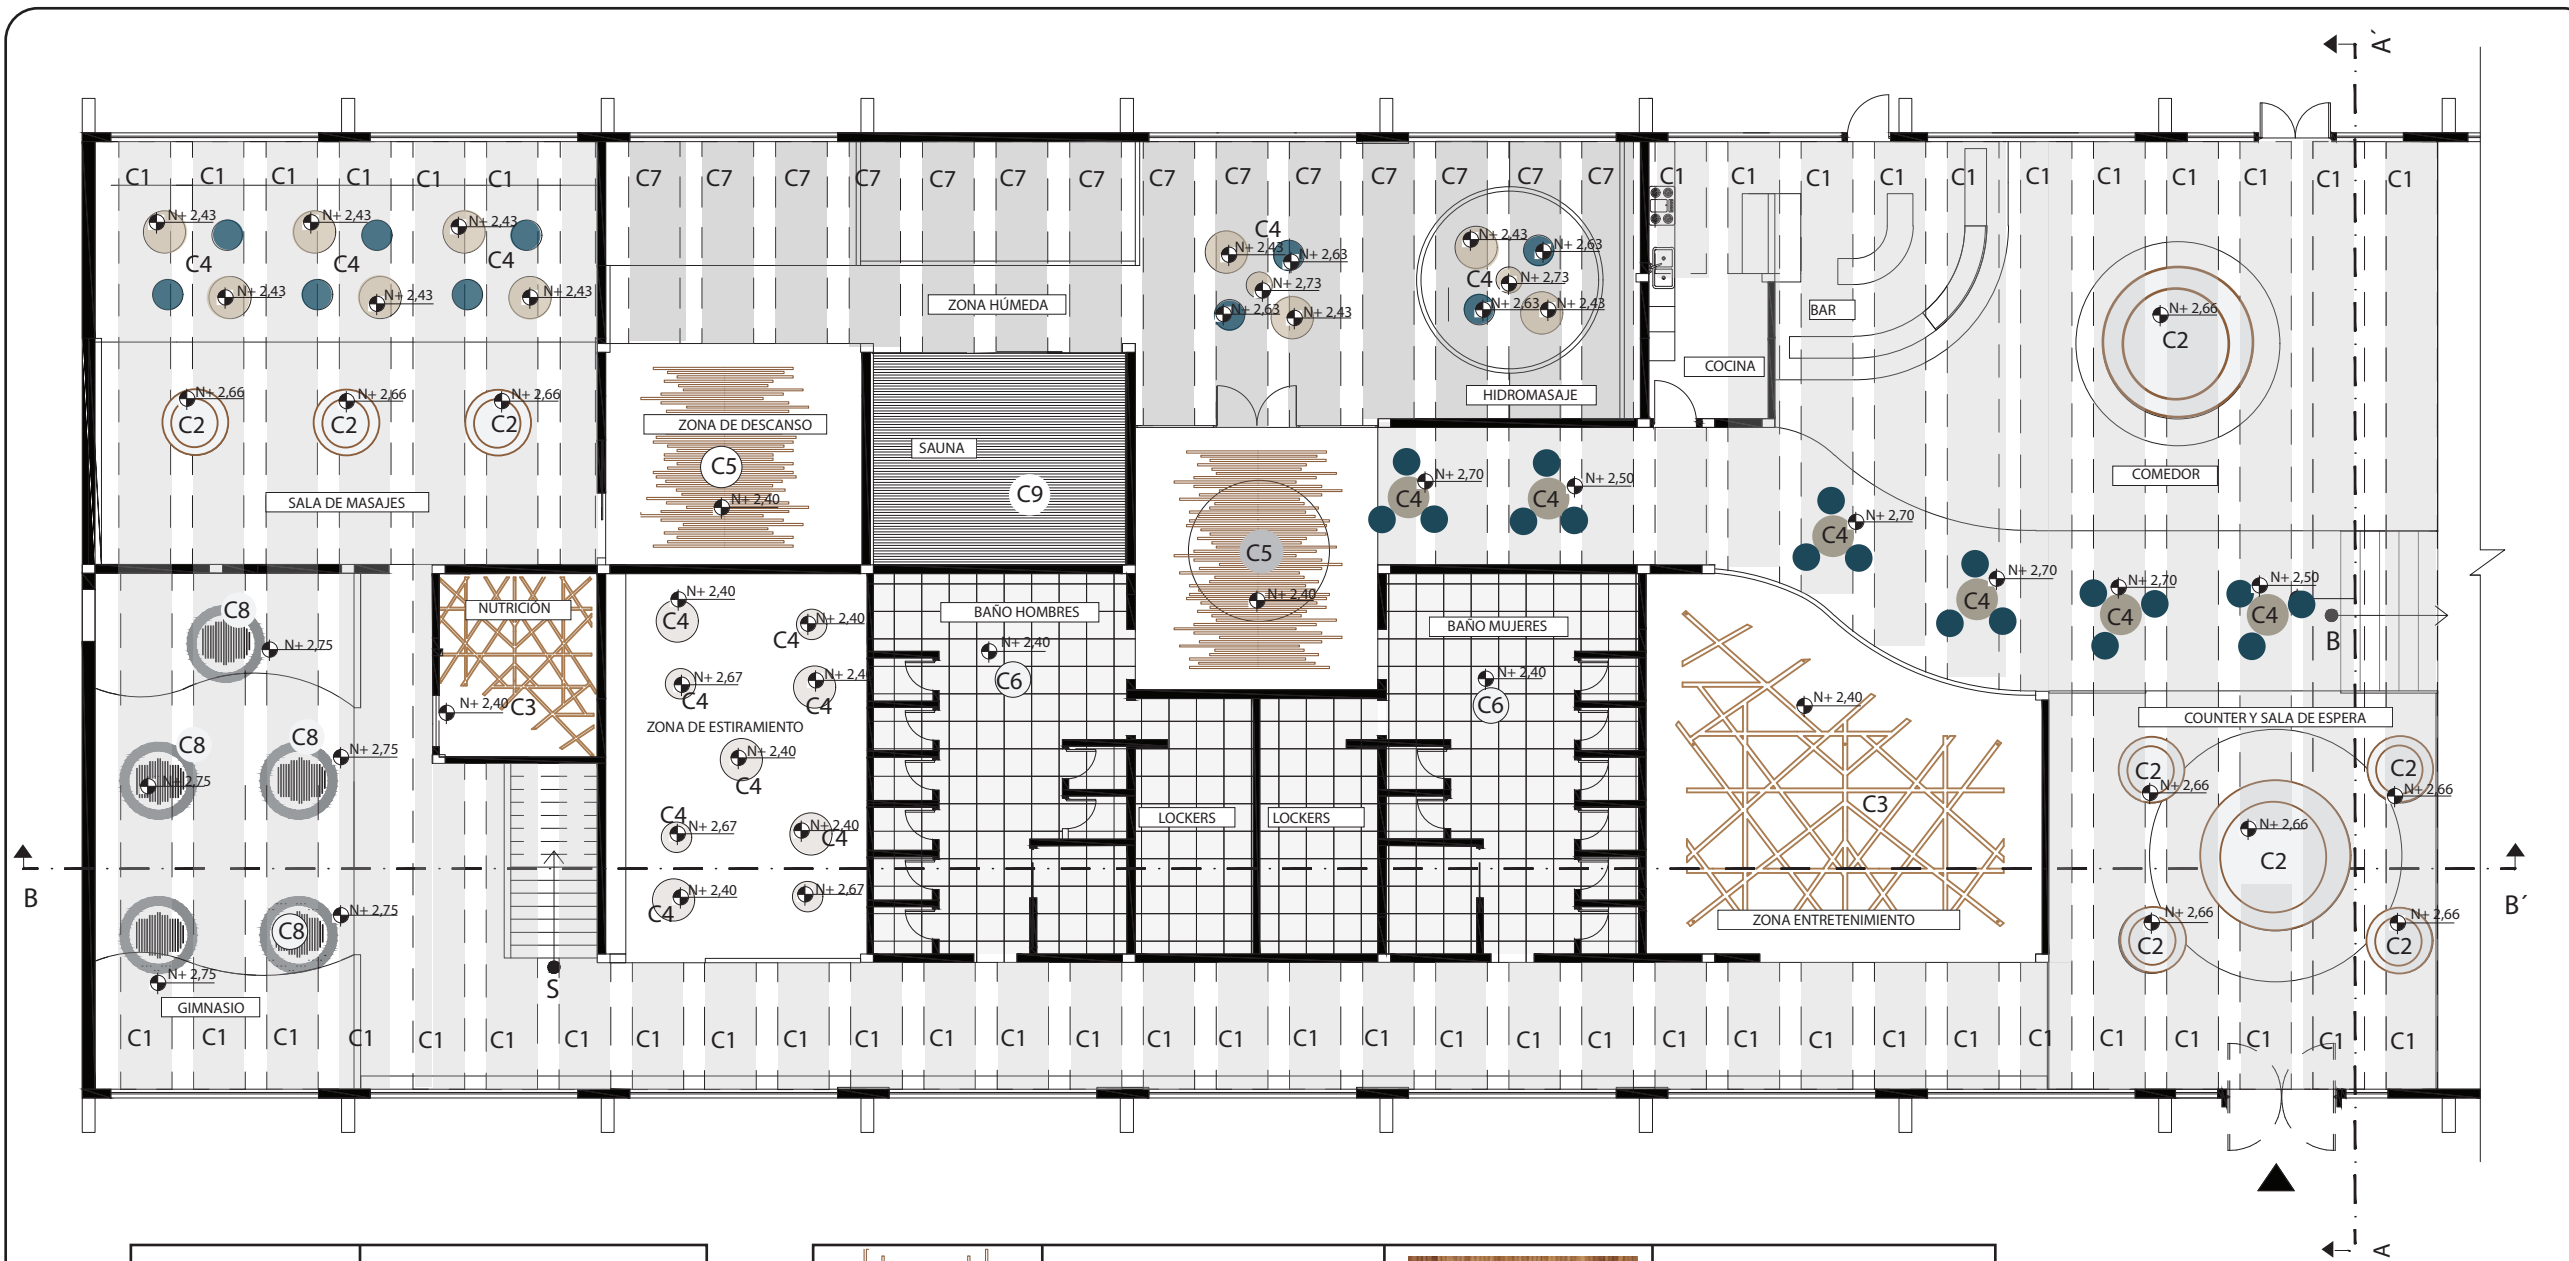 A´
C1 C1 C1 C1 C1 C1 C7 C7 C7 C7 C7 C7 C7 C7 C7 C7 C7 C7 C7 C7 C1 C1 C1 C1 C1 C1 C1 C1 C1 C1 C1
N+ 2,43 N+ 2,43 N+ 2,43
C4 C4 C4
N+ 2,43 N+ 2,43 N+ 2,43
ZONA HÚMEDA
C4
N+ 2,43 N+ 2,63
N+ 2,73
N+ 2,63 N+ 2,43
N+ 2,43 N+ 2,63
C4 N+ 2,73
N+ 2,63 N+ 2,43
HIDROMASAJE
COCINA
BAR
N+ 2,66
C2
COMEDOR
N+ 2,66 N+ 2,66 N+ 2,66
C2 C2 C2
SALA DE MASAJES
ZONA DE DESCANSO
C5
N+ 2,40
SAUNA
C9
C5
N+ 2,40
N+ 2,70 N+ 2,50
C4 C4
N+ 2,70
C4
N+ 2,70
C4
N+ 2,70
C4
N+ 2,50
C4
B
C8
N+ 2,75
NUTRICIÓN
N+ 2,40 C3
C8 C8
N+ 2,75
N+ 2,75
N+ 2,40
C4
N+ 2,40
C4
N+ 2,67
C4
N+ 2,4
C4
ZONA DE ESTIRAMIENTO
N+ 2,40
C4
C4
N+ 2,67
N+ 2,40
C4
N+ 2,40
C4
N+ 2,67
BAÑO HOMBRES
N+ 2,40
C6
BAÑO MUJERES
N+ 2,40
C6
LOCKERS LOCKERS
N+ 2,40
C3
ZONA ENTRETENIMIENTO
COUNTER Y SALA DE ESPERA
C2
N+ 2,66
C2
N+ 2,66
N+ 2,66
C2
N+ 2,66
C2
N+ 2,66
C2
B
B´
N+ 2,75
C8
N+ 2,75
S
GIMNASIO
C1 C1 C1 C1 C1 C1 C1 C1 C1 C1 C1 C1 C1 C1 C1 C1 C1 C1 C1 C1 C1 C1 C1 C1 C1 C1 C1 C1 C1 C1 C1
A